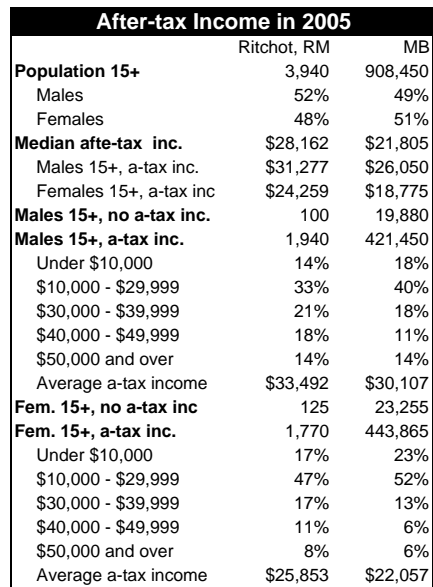 After-tax Income in 2005
Ritchot, RM MB
Population 15+ 3,940 908,450
Males 52% 49%
Females 48% 51%
Median afte-tax inc. $28,162 $21,805
Males 15+, a-tax inc. $31,277 $26,050
Females 15+, a-tax inc $24,259 $18,775
Males 15+, no a-tax inc. 100 19,880
Males 15+, a-tax inc. 1,940 421,450
Under $10,000 14% 18%
$10,000 - $29,999 33% 40%
$30,000 - $39,999 21% 18%
$40,000 - $49,999 18% 11%
$50,000 and over 14% 14%
Average a-tax income $33,492 $30,107
Fem. 15+, no a-tax inc 125 23,255
Fem. 15+, a-tax inc. 1,770 443,865
Under $10,000 17% 23%
$10,000 - $29,999 47% 52%
$30,000 - $39,999 17% 13%
$40,000 - $49,999 11% 6%
$50,000 and over 8% 6%
Average a-tax income $25,853 $22,057